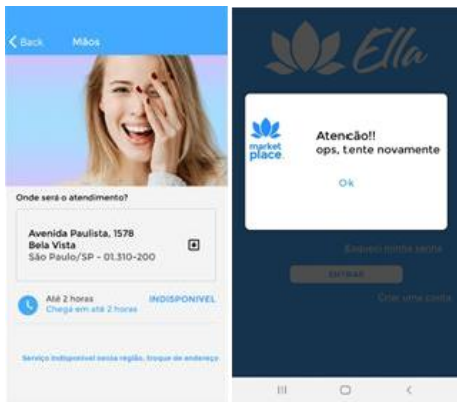 Back
Mãos
Onde será o atendimento?
Avenida Paulista, 1578
Bela Vista
São Paulo/SP - 01.310-200
Até 2 horas
INDISPONÍVEL
Chega em até 2 horas
Serviço indisponível nesta região, troque de endereço
Ella
market
place.
Atencão!!
ops, tente novamente
Ok
Esqueci minha senha
ENTRAR
Criar uma conta